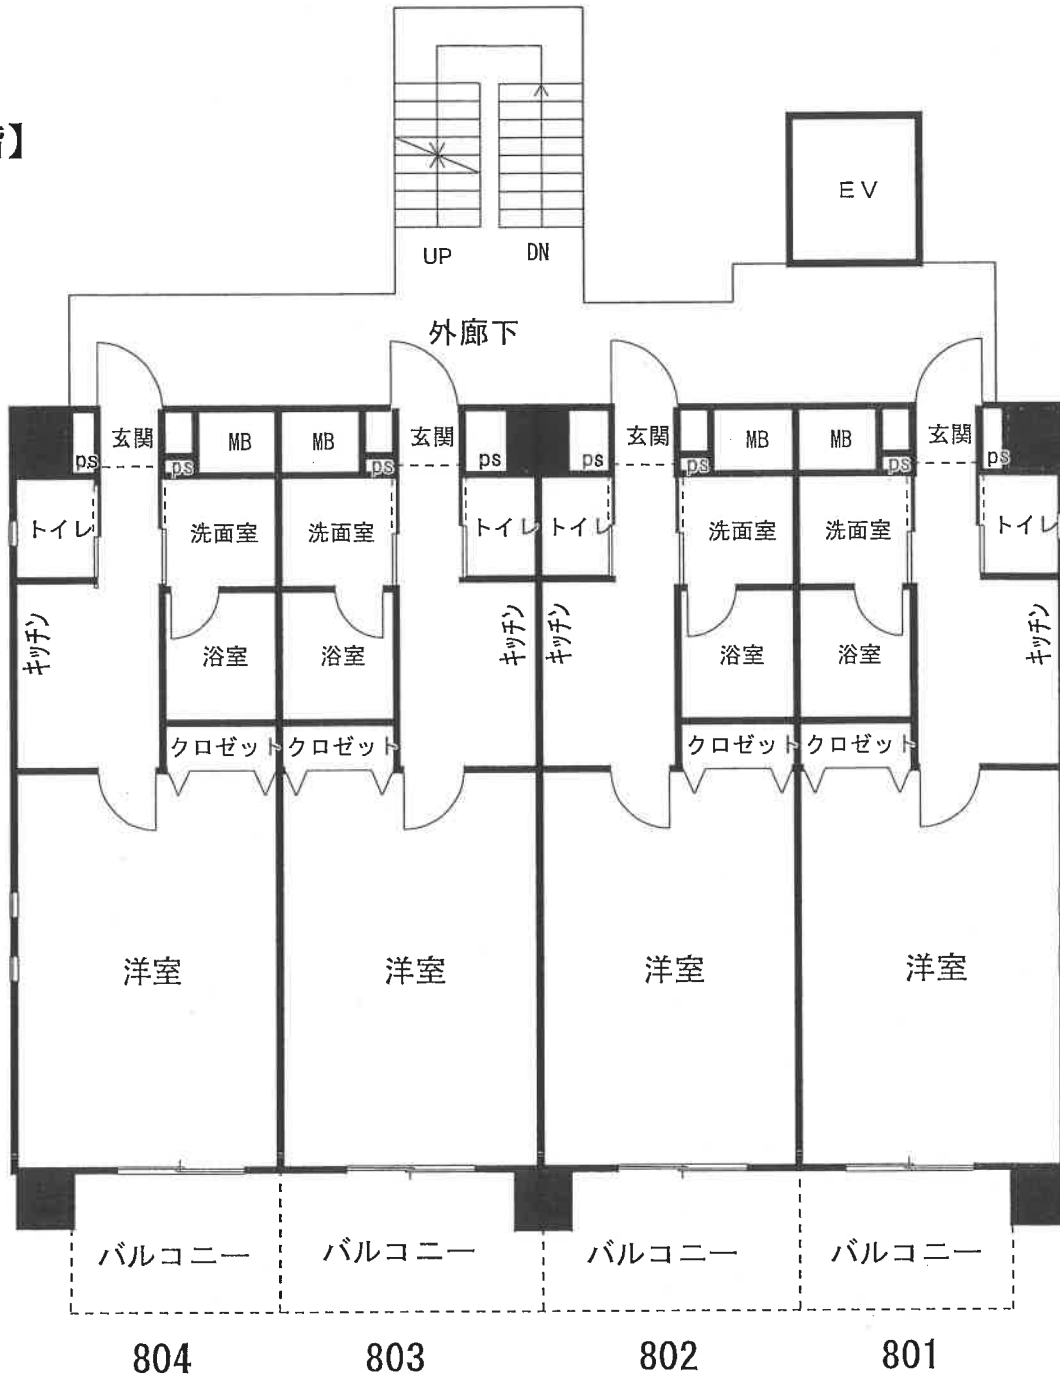 】
EV
UP
DN
外廊下
玄関
MB
MB
玄関
玄関
MB
MB
玄関
ps
ps
ps
ps
ps
ps
ps
ps
トイレ
洗面室
洗面室
トイレ
トイレ
洗面室
洗面室
トイレ
キッチン
浴室
浴室
キッチン
キッチン
浴室
浴室
キッチン
クロゼット
クロゼット
クロゼット
クロゼット
洋室
洋室
洋室
洋室
バルコニー
バルコニー
バルコニー
バルコニー
804
803
802
801